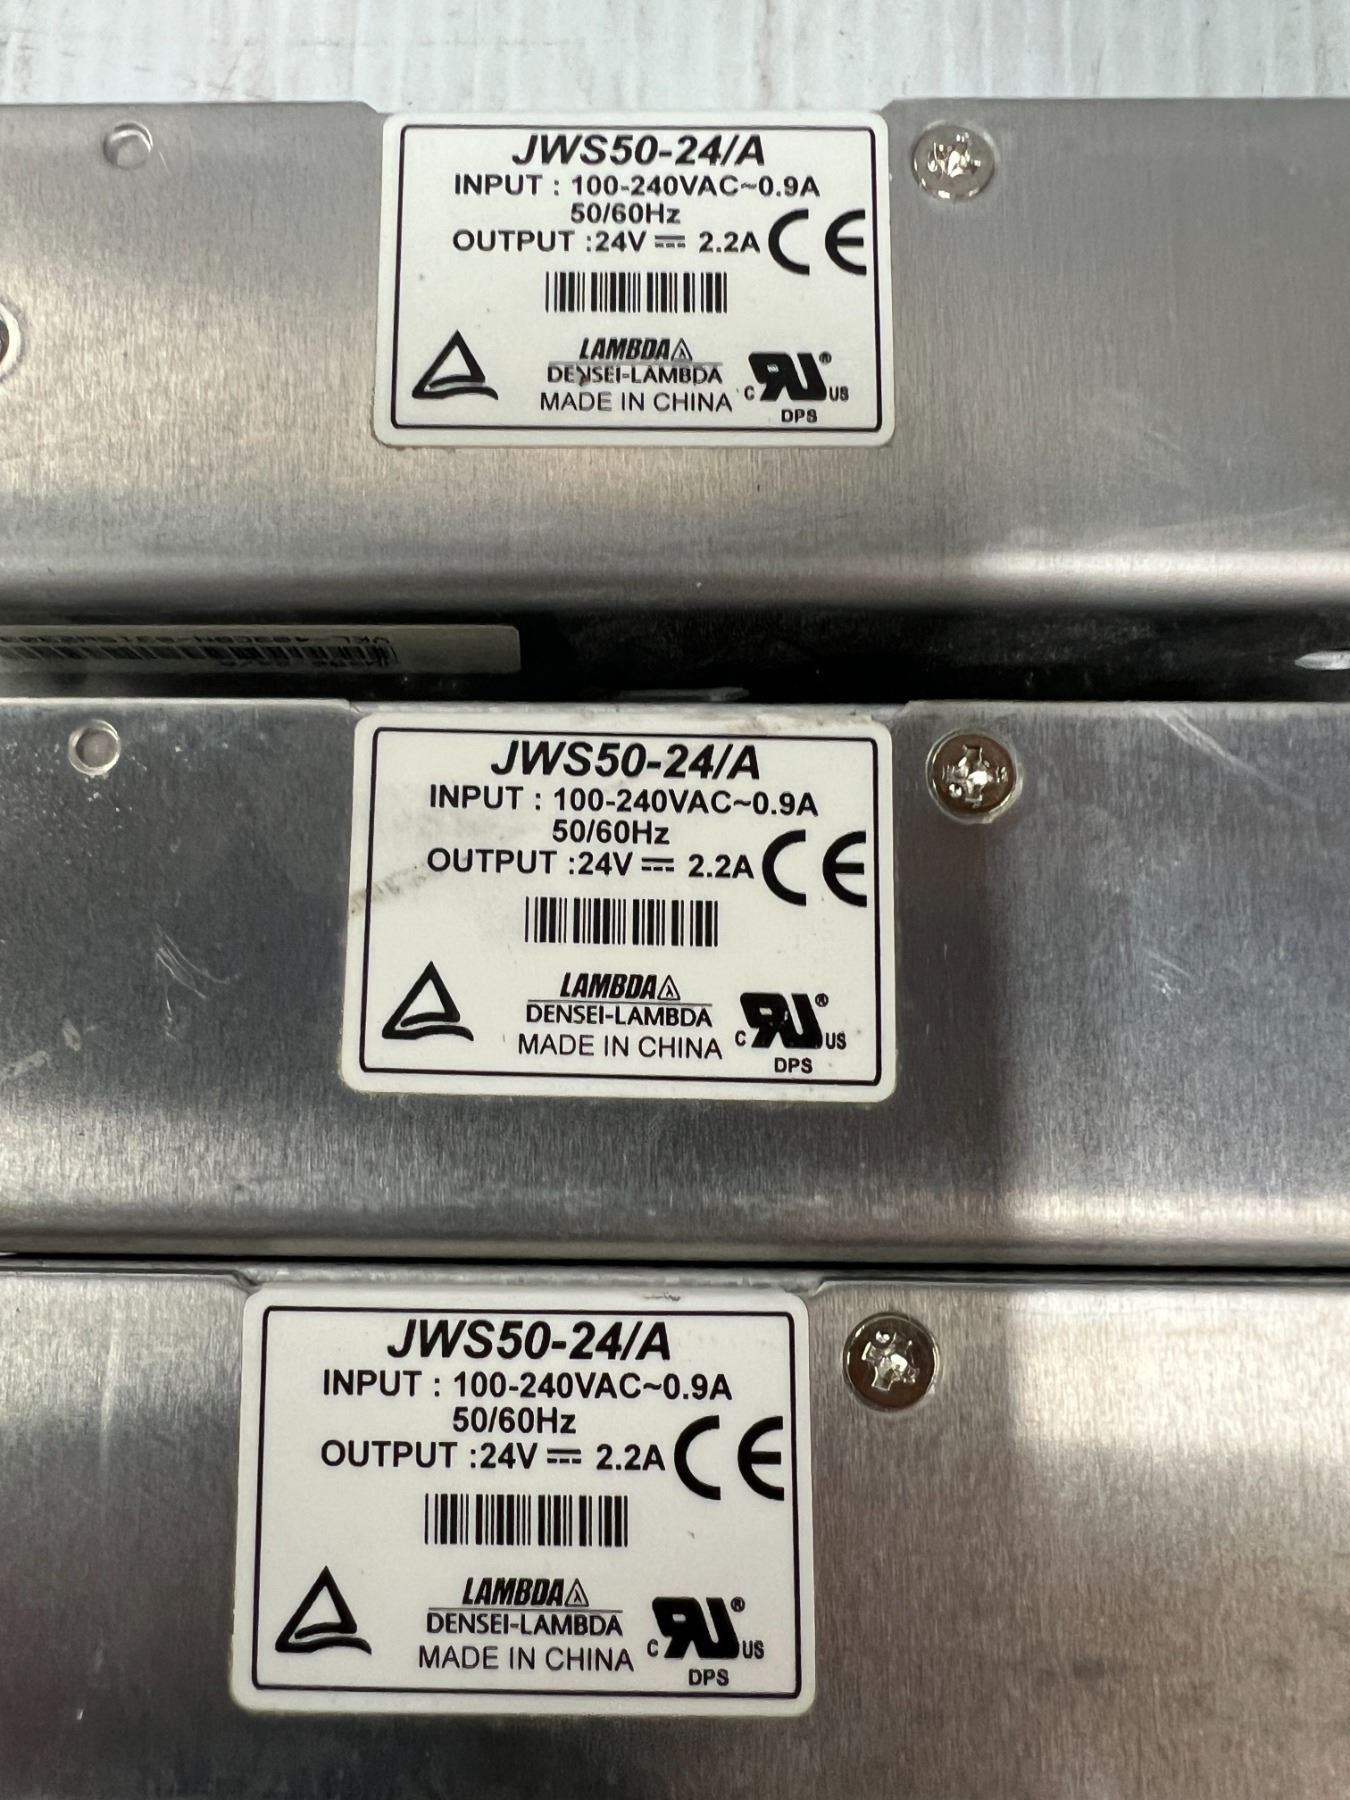 JWS50-24/A
INPUT : 100-240VAC~0.9A
50/60Hz
OUTPUT :24V ⎓ 2.2A CE
LAMBDA
DENSEI-LAMBDA
MADE IN CHINA
c RU ® US
DPS
JWS50-24/A
INPUT : 100-240VAC~0.9A
50/60Hz
OUTPUT :24V ⎓ 2.2A CE
LAMBDA
DENSEI-LAMBDA
MADE IN CHINA
c RU ® US
DPS
JWS50-24/A
INPUT : 100-240VAC~0.9A
50/60Hz
OUTPUT :24V ⎓ 2.2A CE
LAMBDA
DENSEI-LAMBDA
MADE IN CHINA
c RU ® US
DPS